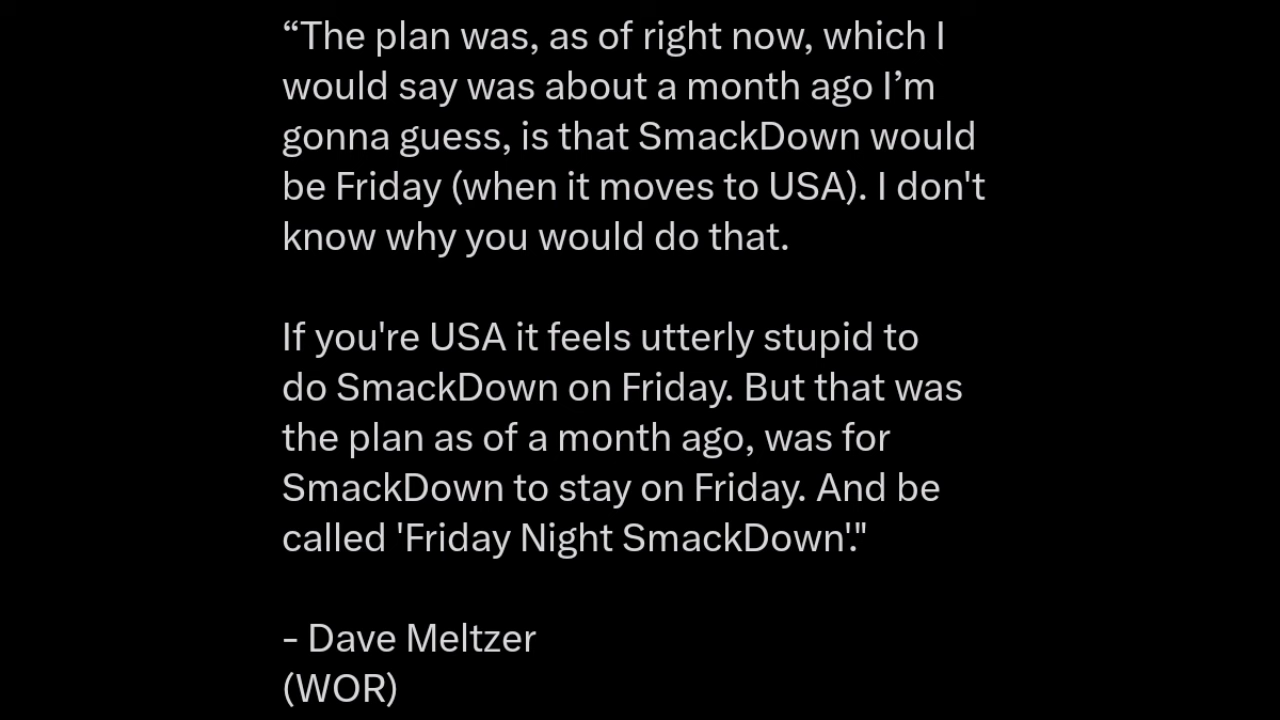 “The plan was, as of right now, which I
would say was about a month ago I’m
gonna guess, is that SmackDown would
be Friday (when it moves to USA). I don't
know why you would do that.
If you're USA it feels utterly stupid to
do SmackDown on Friday. But that was
the plan as of a month ago, was for
SmackDown to stay on Friday. And be
called 'Friday Night SmackDown'."
- Dave Meltzer
(WOR)